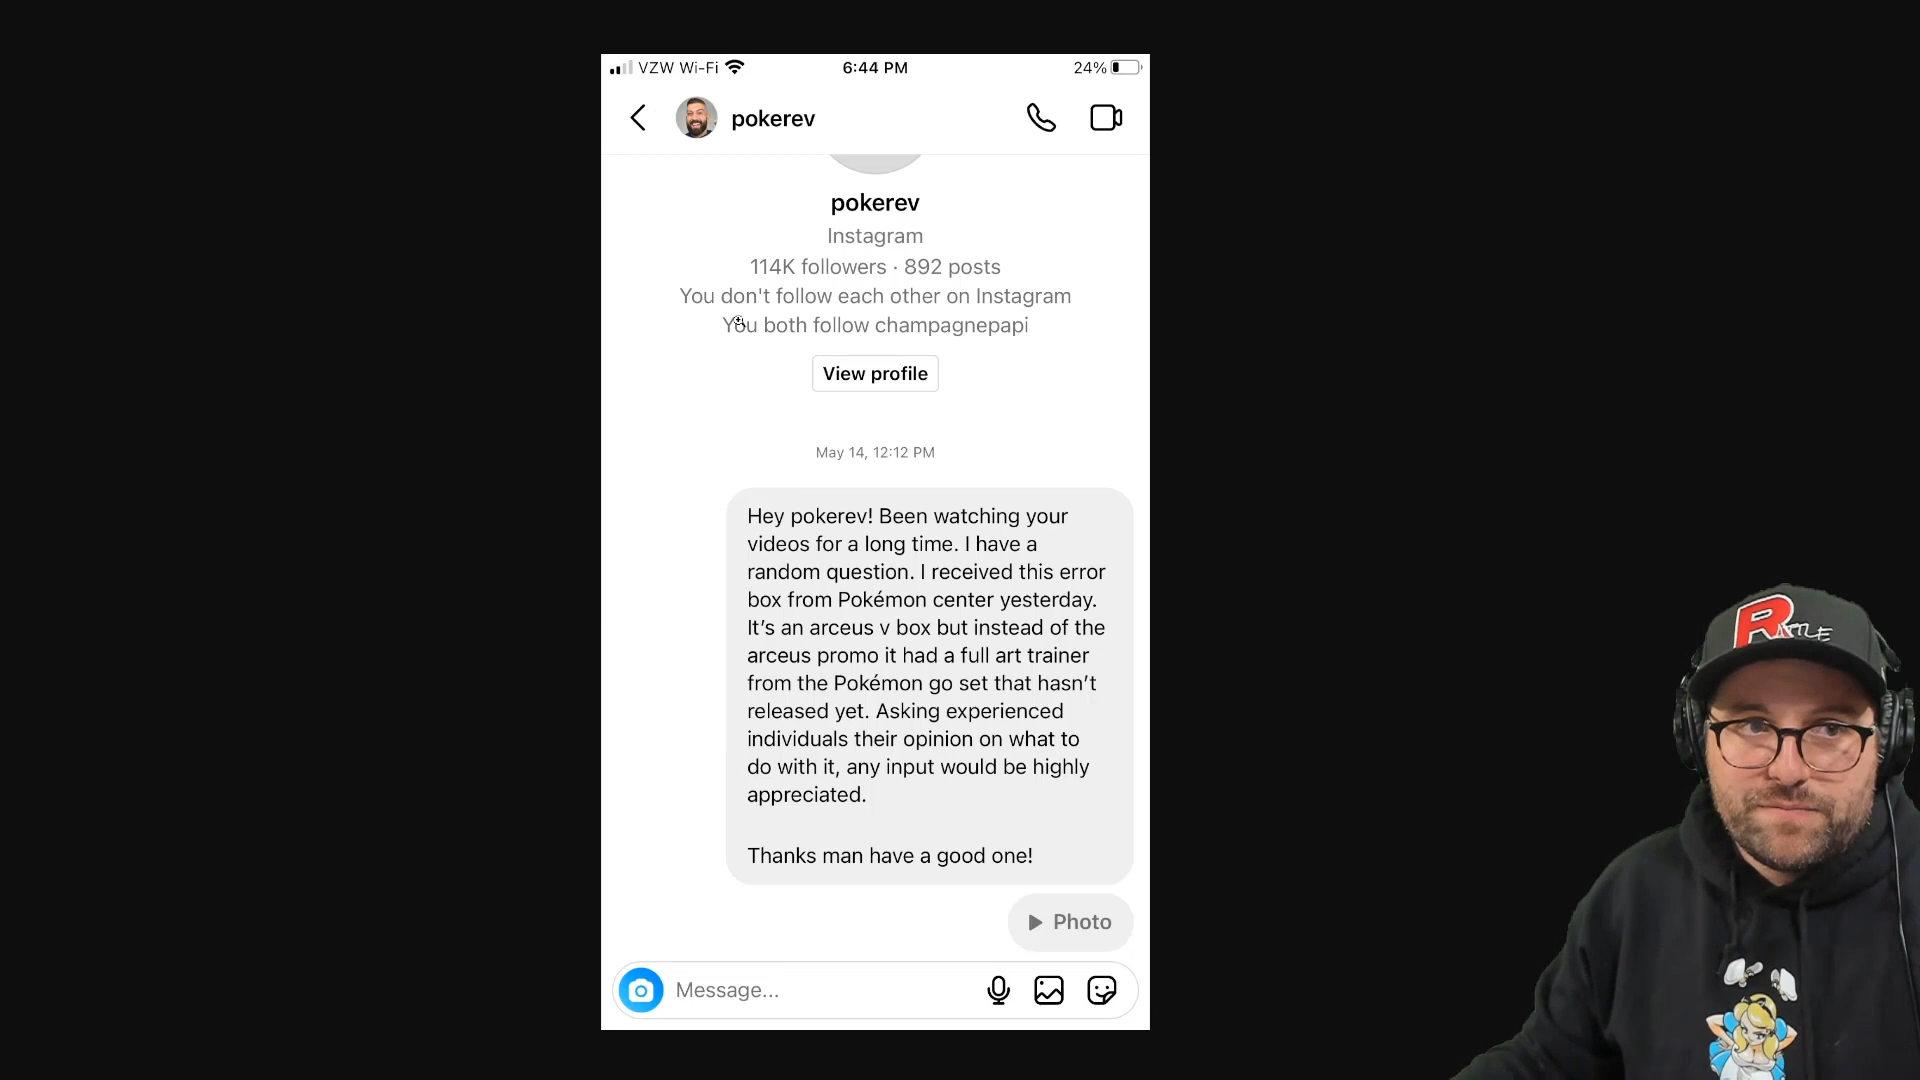 VZW Wi-Fi 6:44 PM 24%
pokerev
pokerev
Instagram
114K followers · 892 posts
You don't follow each other on Instagram
You both follow champagnepapi
View profile
May 14, 12:12 PM
Hey pokerev! Been watching your
videos for a long time. I have a
random question. I received this error
box from Pokémon center yesterday.
It’s an arceus v box but instead of the
arceus promo it had a full art trainer
from the Pokémon go set that hasn’t
released yet. Asking experienced
individuals their opinion on what to
do with it, any input would be highly
appreciated.
Thanks man have a good one!
Photo
Message...
RATTLE